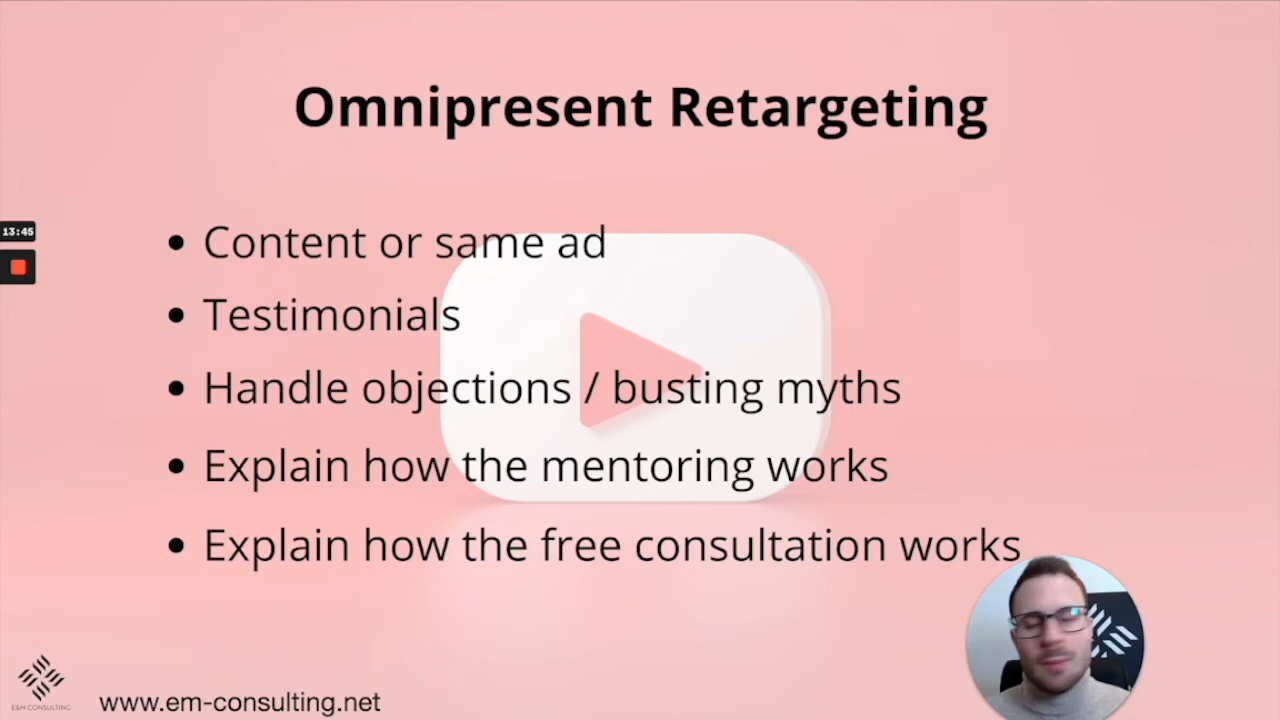 Omnipresent Retargeting
Content or same ad
Testimonials
Handle objections / busting myths
Explain how the mentoring works
Explain how the free consultation works
13:45
E&M CONSULTING
www.em-consulting.net